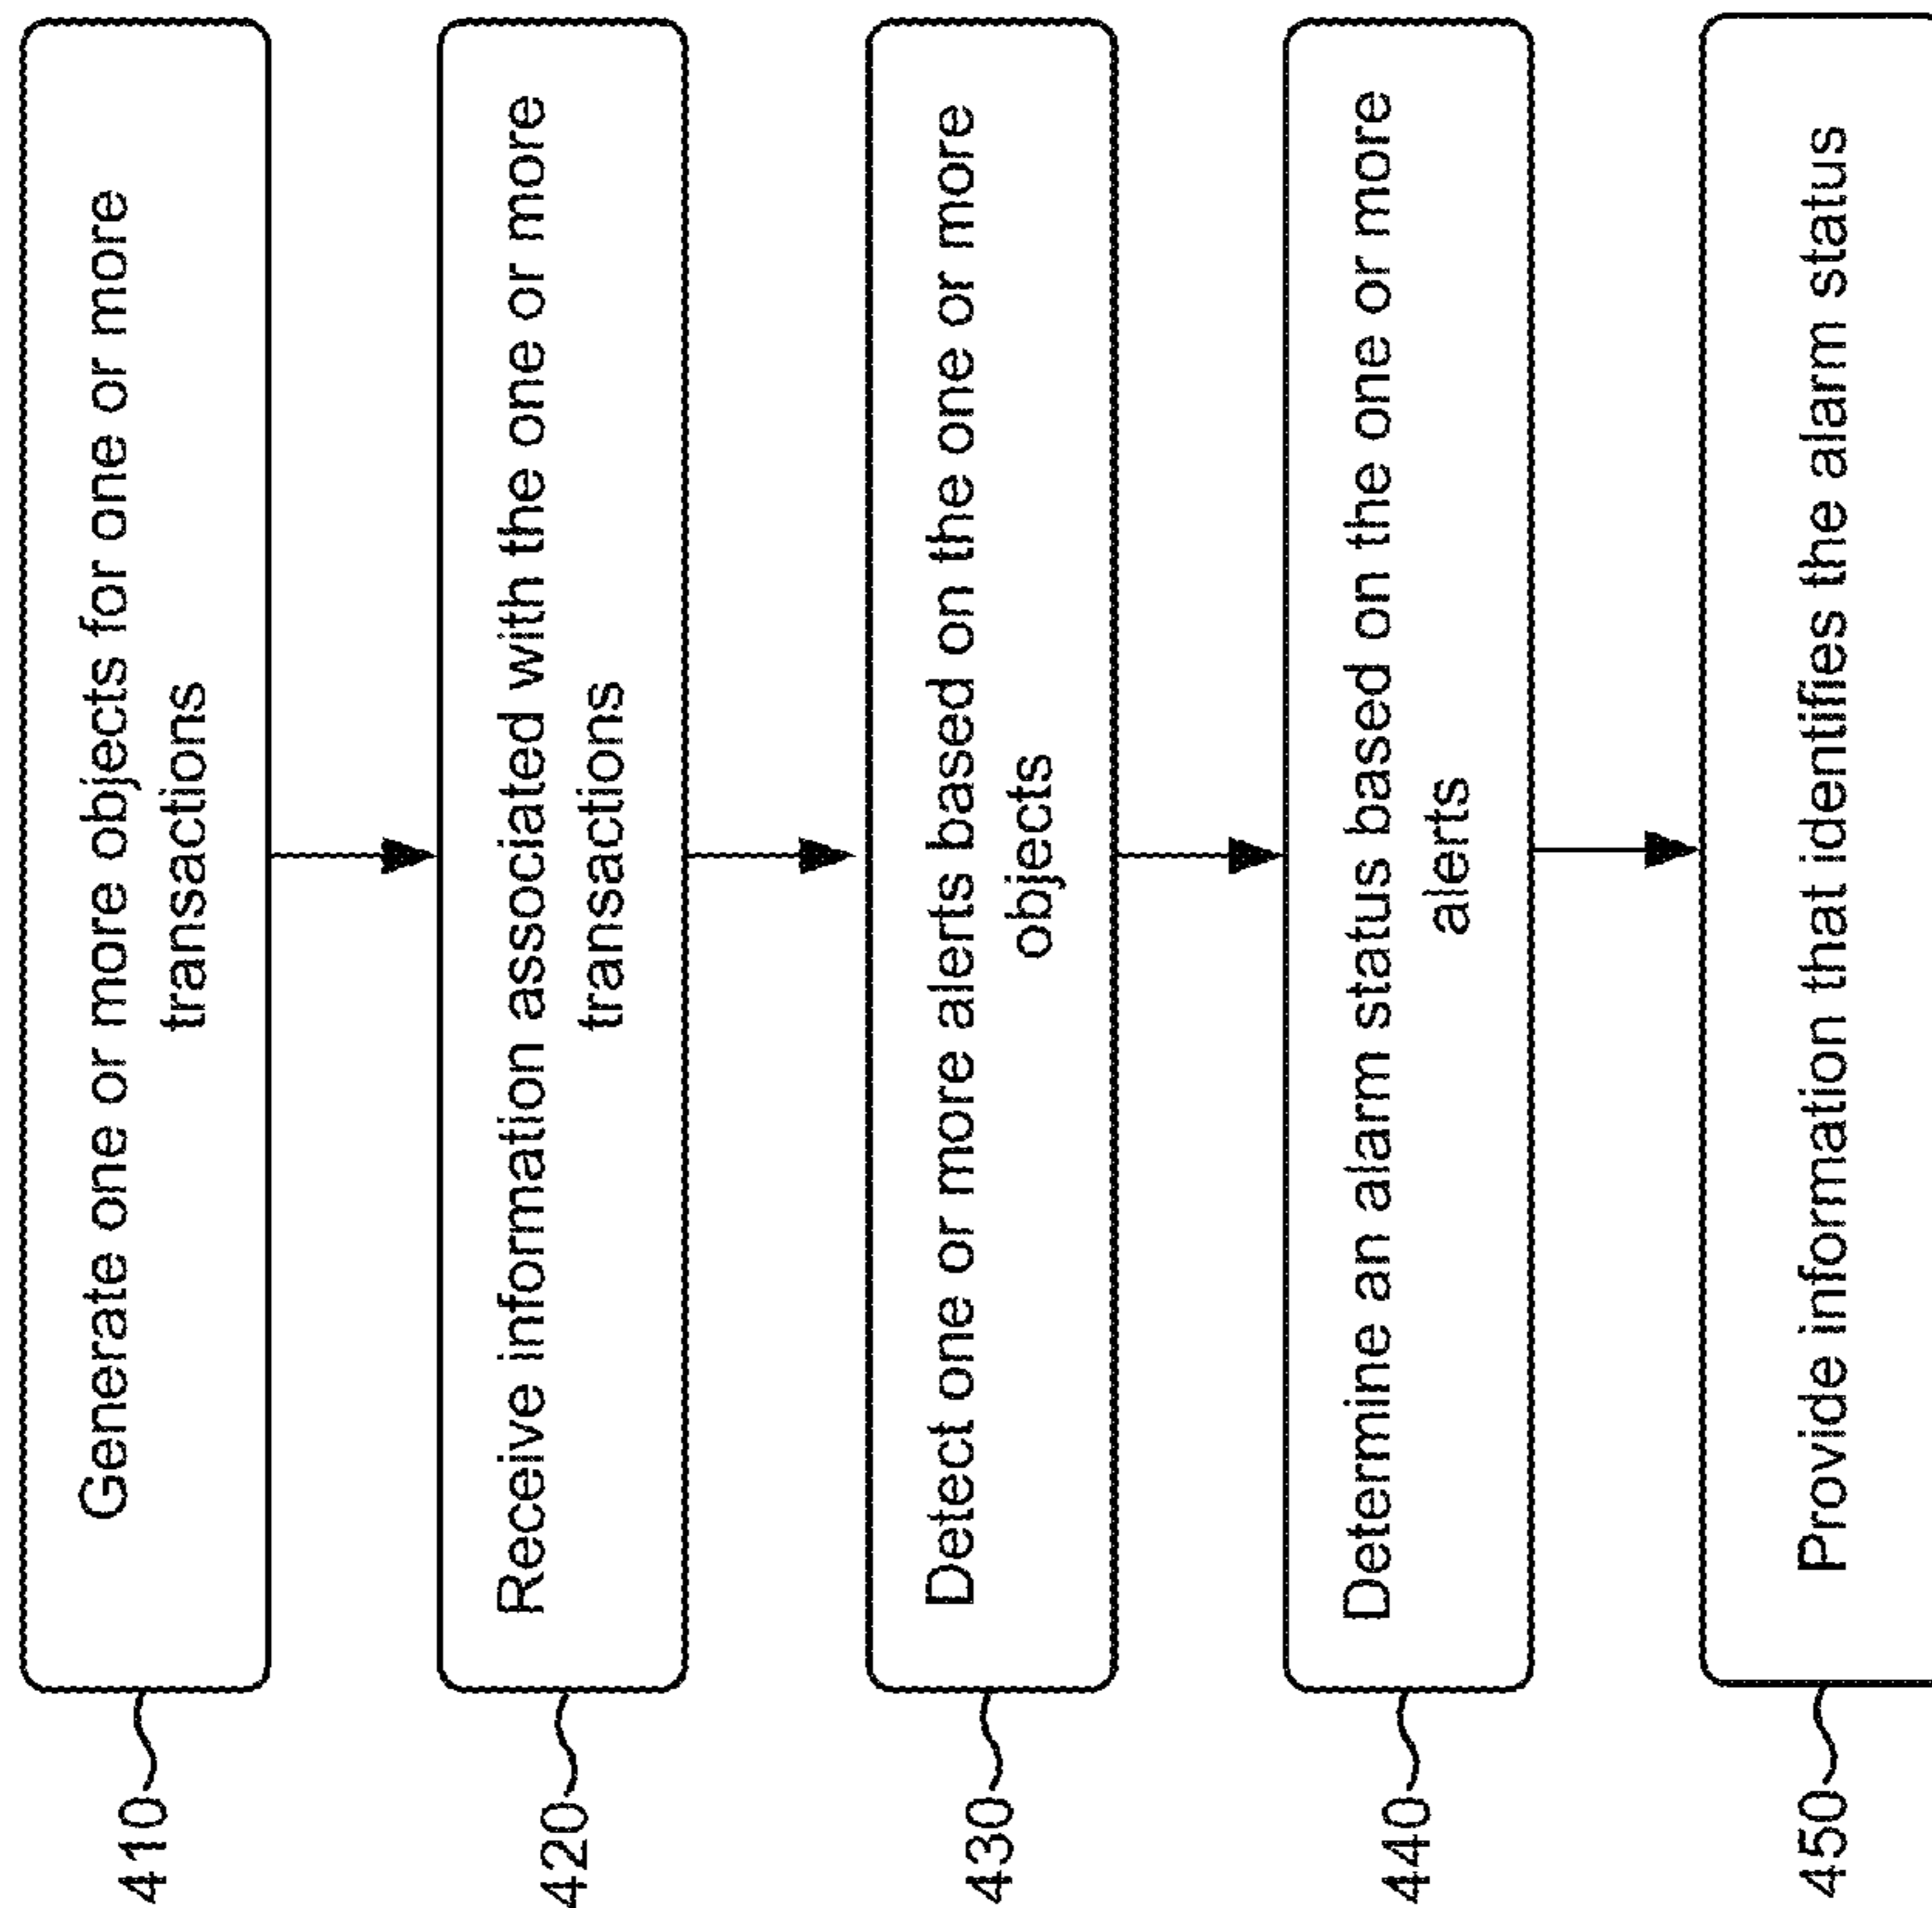 410
Generate one or more objects for one or more
transactions
420
Receive information associated with the one or more
transactions
430
Detect one or more alerts based on the one or more
objects
440
Determine an alarm status based on the one or more
alerts
450
Provide information that identifies the alarm status